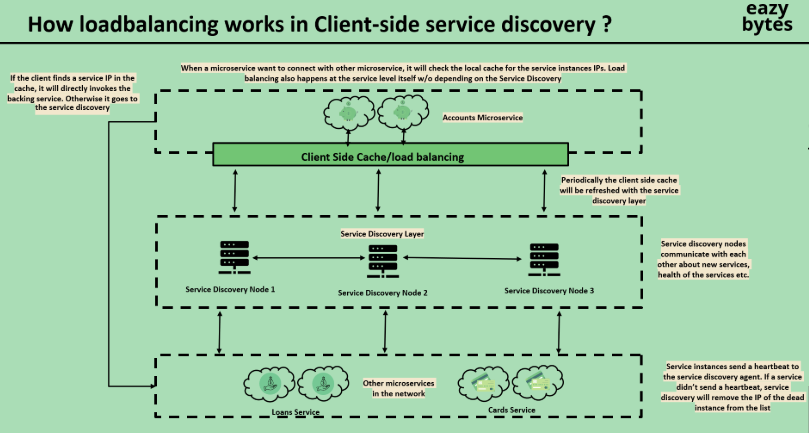 How loadbalancing works in Client-side service discovery ?
eazy
bytes
When a microservice want to connect with other microservice, it will check the local cache for the service instances IPs. Load
balancing also happens at the service level itself w/o depending on the Service Discovery
If the client finds a service IP in the
cache, it will directly invokes the
backing service. Otherwise it goes to
the service discovery
Accounts Microservice
Client Side Cache/load balancing
Periodically the client side cache
will be refreshed with the service
discovery layer
Service Discovery Layer
Service Discovery Node 1
Service Discovery Node 2
Service Discovery Node 3
Service discovery nodes
communicate with each
other about new services,
health of the services etc.
Other microservices
in the network
Loans Service
Cards Service
Service instances send a heartbeat to
the service discovery agent. If a service
didn't send a heartbeat, service
discovery will remove the IP of the dead
instance from the list